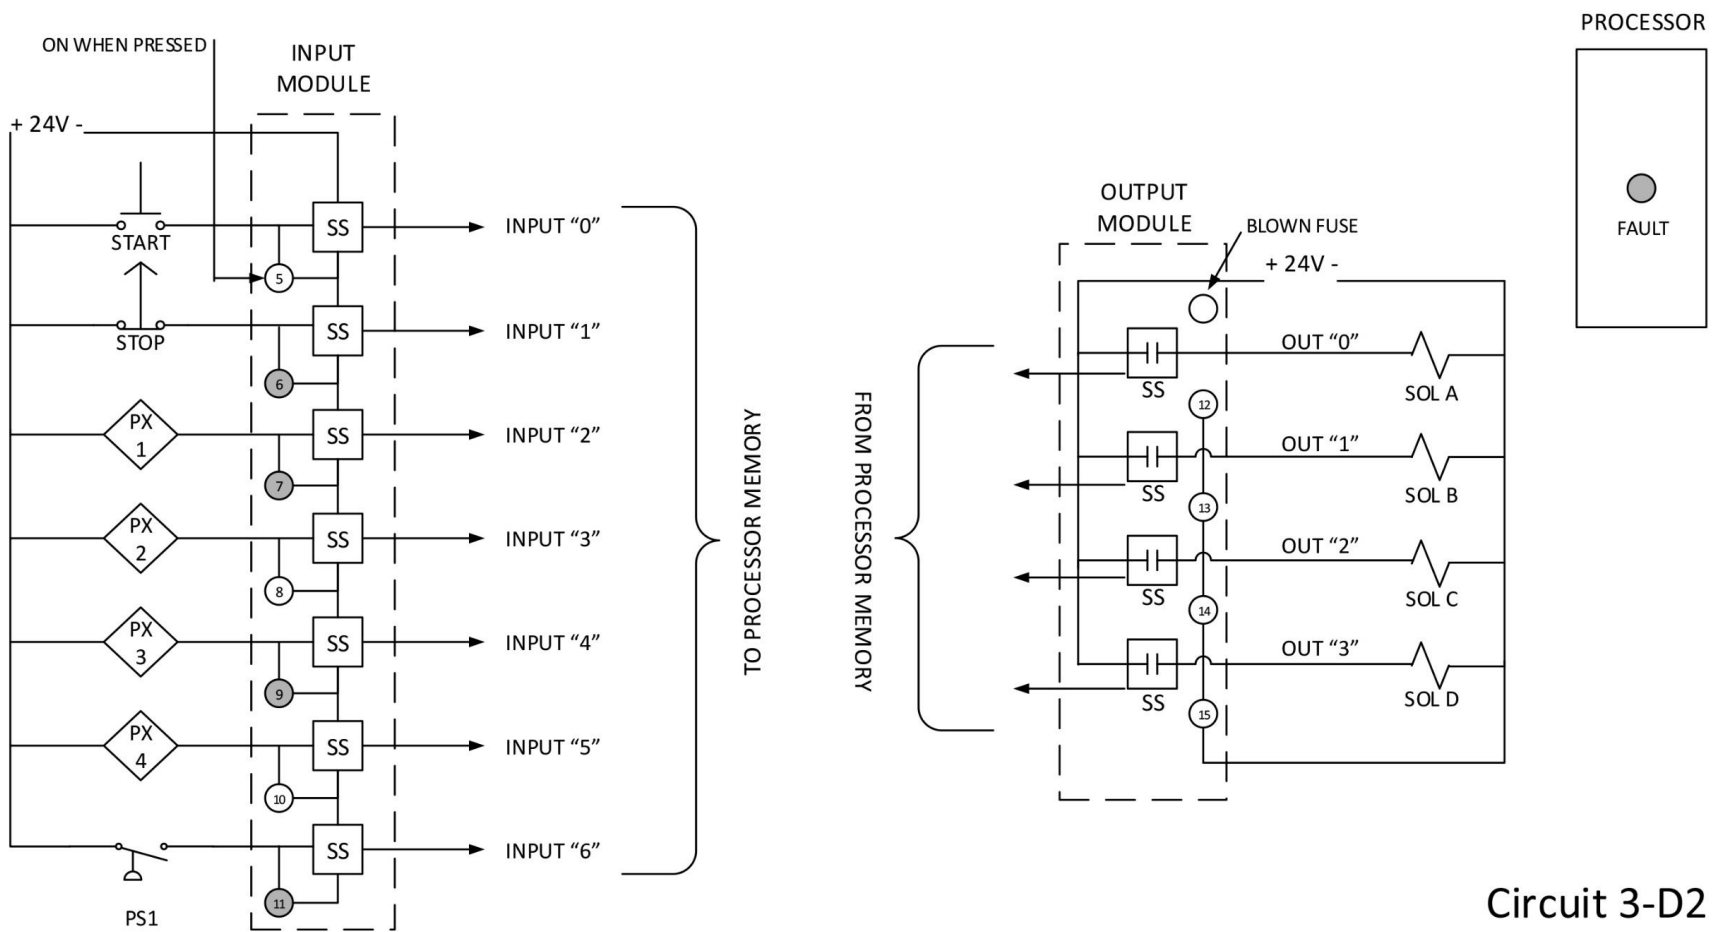 ON WHEN PRESSED
INPUT
MODULE
+ 24V -
START
STOP
PX
1
PX
2
PX
3
PX
4
PS1
SS
5
SS
6
SS
7
SS
8
SS
9
SS
10
SS
11
INPUT “0”
INPUT “1”
INPUT “2”
INPUT “3”
INPUT “4”
INPUT “5”
INPUT “6”
TO PROCESSOR MEMORY
FROM PROCESSOR MEMORY
OUTPUT
MODULE
BLOWN FUSE
+ 24V -
SS
12
SS
13
SS
14
SS
15
OUT “0”
SOL A
OUT “1”
SOL B
OUT “2”
SOL C
OUT “3”
SOL D
PROCESSOR
FAULT
Circuit 3-D2